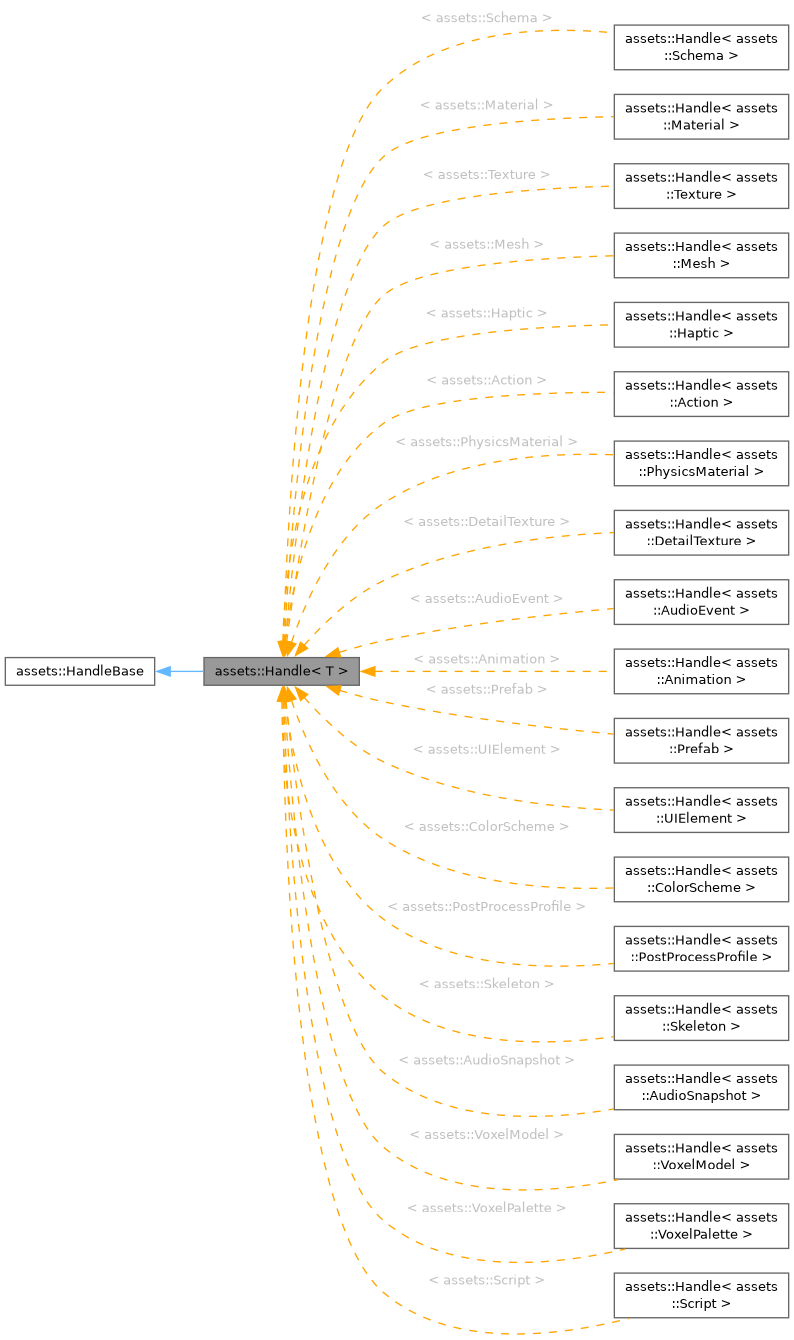 < assets::Schema >
assets::Handle< assets
::Schema >
< assets::Material >
assets::Handle< assets
::Material >
< assets::Texture >
assets::Handle< assets
::Texture >
< assets::Mesh >
assets::Handle< assets
::Mesh >
< assets::Haptic >
assets::Handle< assets
::Haptic >
< assets::Action >
assets::Handle< assets
::Action >
< assets::PhysicsMaterial >
assets::Handle< assets
::PhysicsMaterial >
< assets::DetailTexture >
assets::Handle< assets
::DetailTexture >
< assets::AudioEvent >
assets::Handle< assets
::AudioEvent >
assets::HandleBase
assets::Handle< T >
< assets::Animation >
assets::Handle< assets
::Animation >
< assets::Prefab >
assets::Handle< assets
::Prefab >
< assets::UIElement >
assets::Handle< assets
::UIElement >
< assets::ColorScheme >
assets::Handle< assets
::ColorScheme >
< assets::PostProcessProfile >
assets::Handle< assets
::PostProcessProfile >
< assets::Skeleton >
assets::Handle< assets
::Skeleton >
< assets::AudioSnapshot >
assets::Handle< assets
::AudioSnapshot >
< assets::VoxelModel >
assets::Handle< assets
::VoxelModel >
< assets::VoxelPalette >
assets::Handle< assets
::VoxelPalette >
< assets::Script >
assets::Handle< assets
::Script >